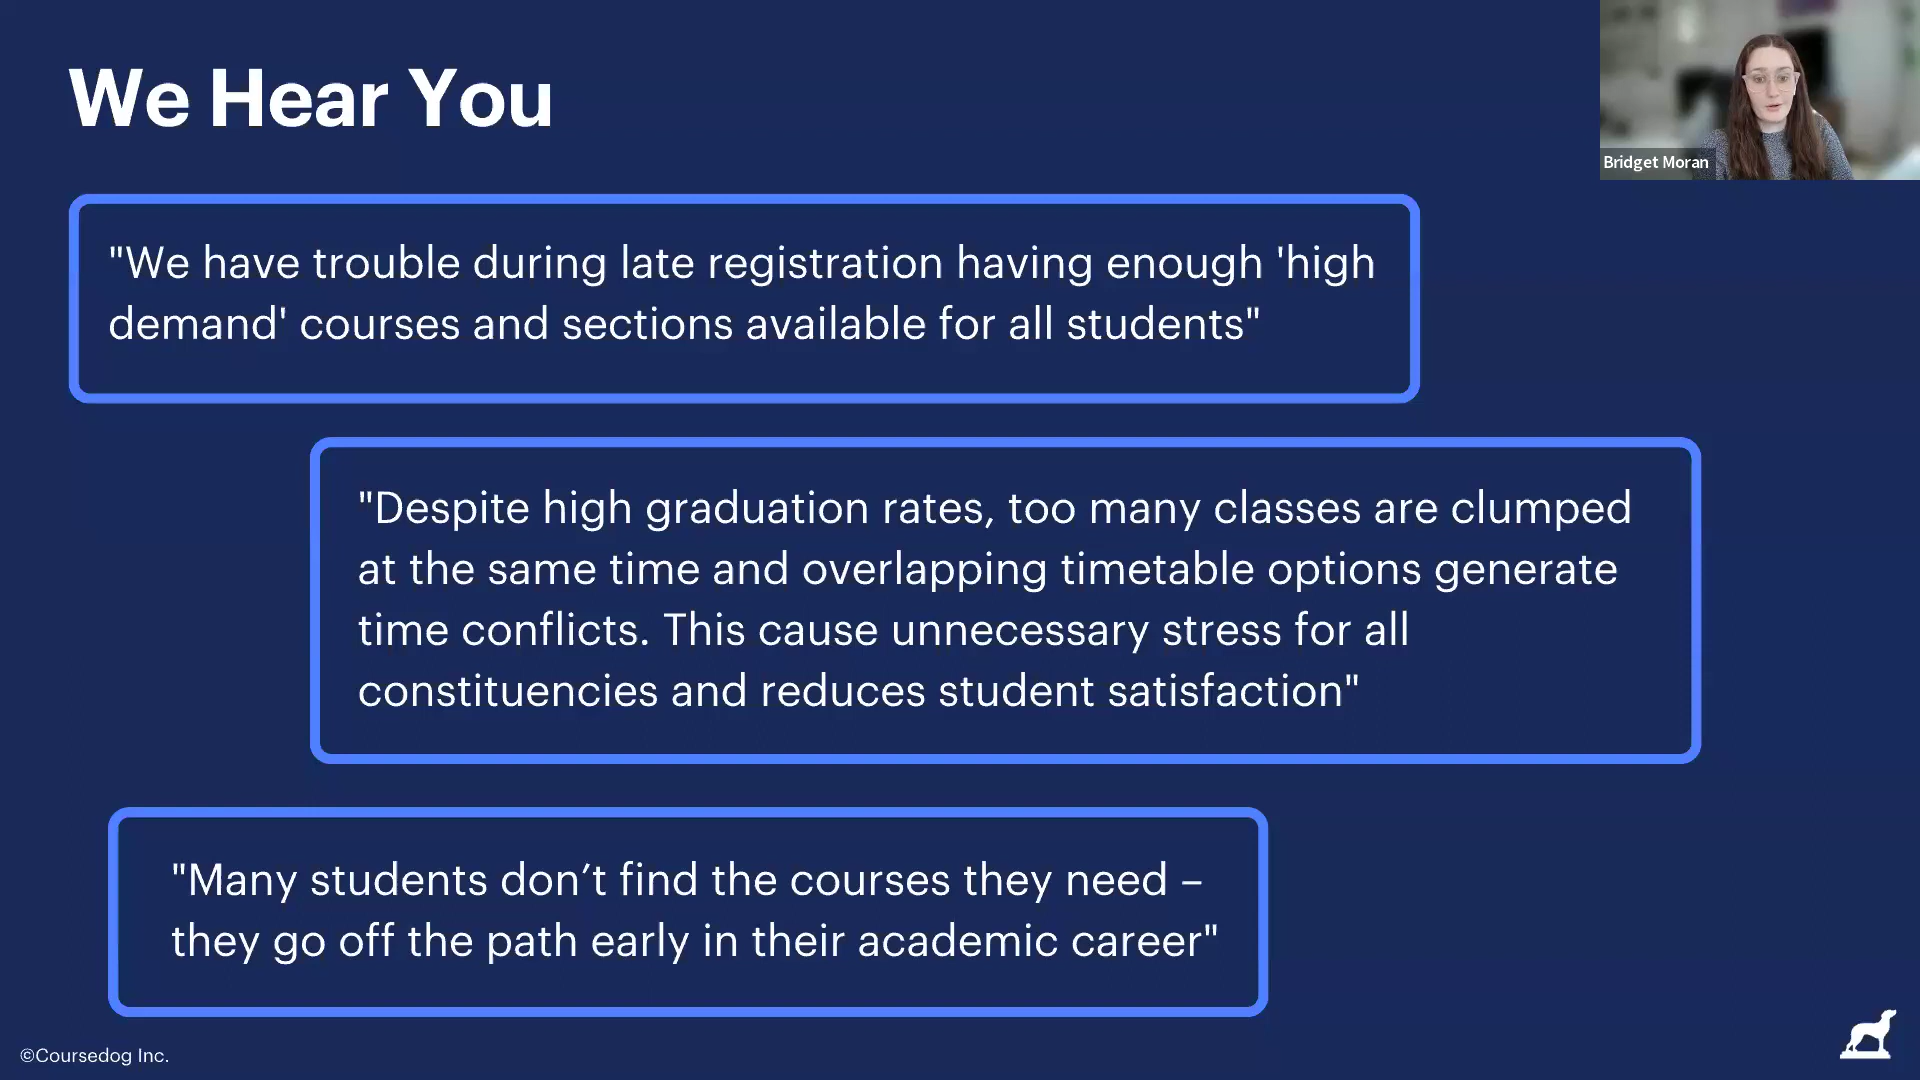 We Hear You
Bridget Moran
"We have trouble during late registration having enough 'high
demand' courses and sections available for all students"
"Despite high graduation rates, too many classes are clumped
at the same time and overlapping timetable options generate
time conflicts. This cause unnecessary stress for all
constituencies and reduces student satisfaction"
"Many students don’t find the courses they need –
they go off the path early in their academic career"
©Coursedog Inc.